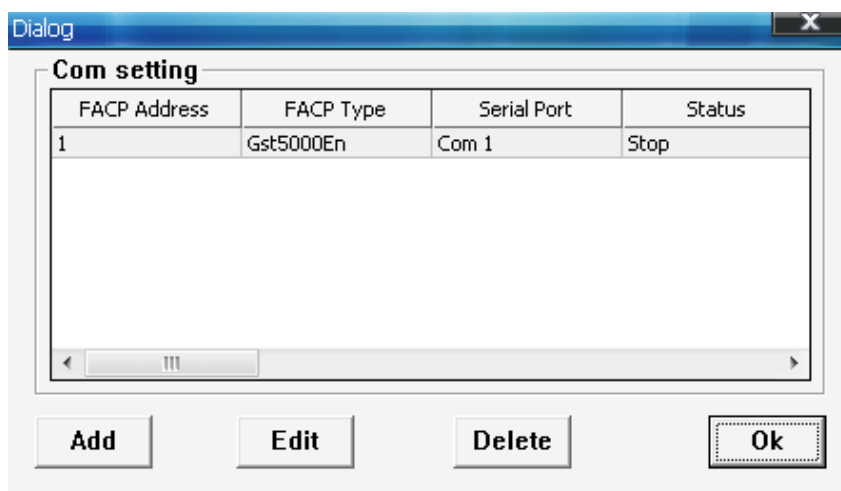 Dialog
Com setting
FACP Address FACP Type Serial Port Status
1 Gst5000En Com 1 Stop
Add Edit Delete Ok